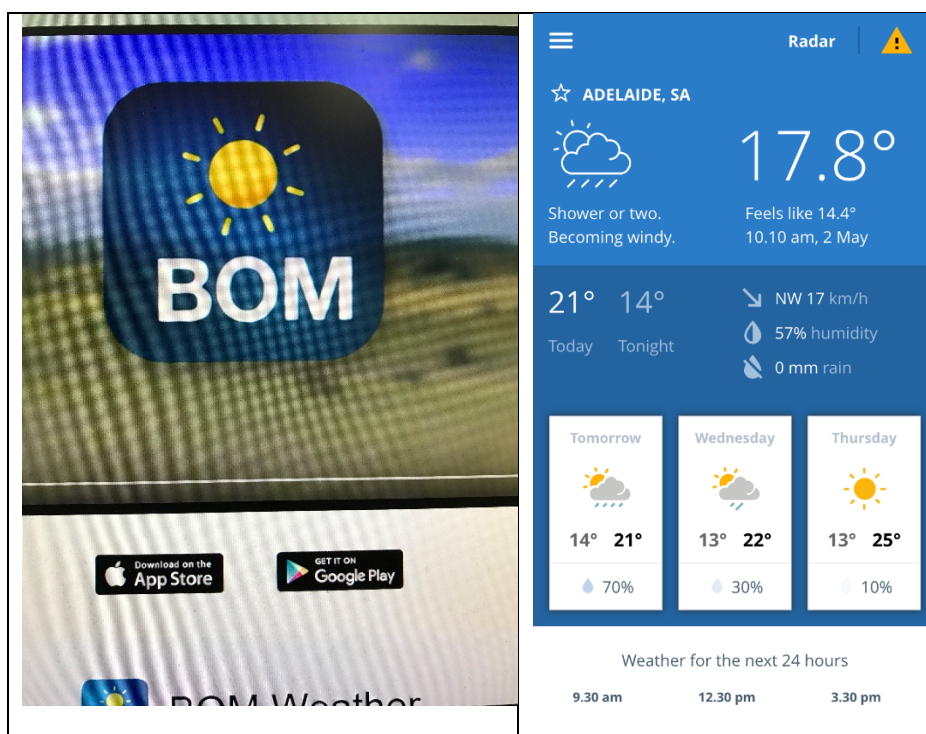 BOM
Download on the
App Store
GET IT ON
Google Play
BOM Weather
Radar
ADELAIDE, SA
17.8°
Shower or two.
Becoming windy.
Feels like 14.4°
10.10 am, 2 May
21° 14°
Today Tonight
NW 17 km/h
57% humidity
0 mm rain
Tomorrow
14° 21°
70%
Wednesday
13° 22°
30%
Thursday
13° 25°
10%
Weather for the next 24 hours
9.30 am 12.30 pm 3.30 pm